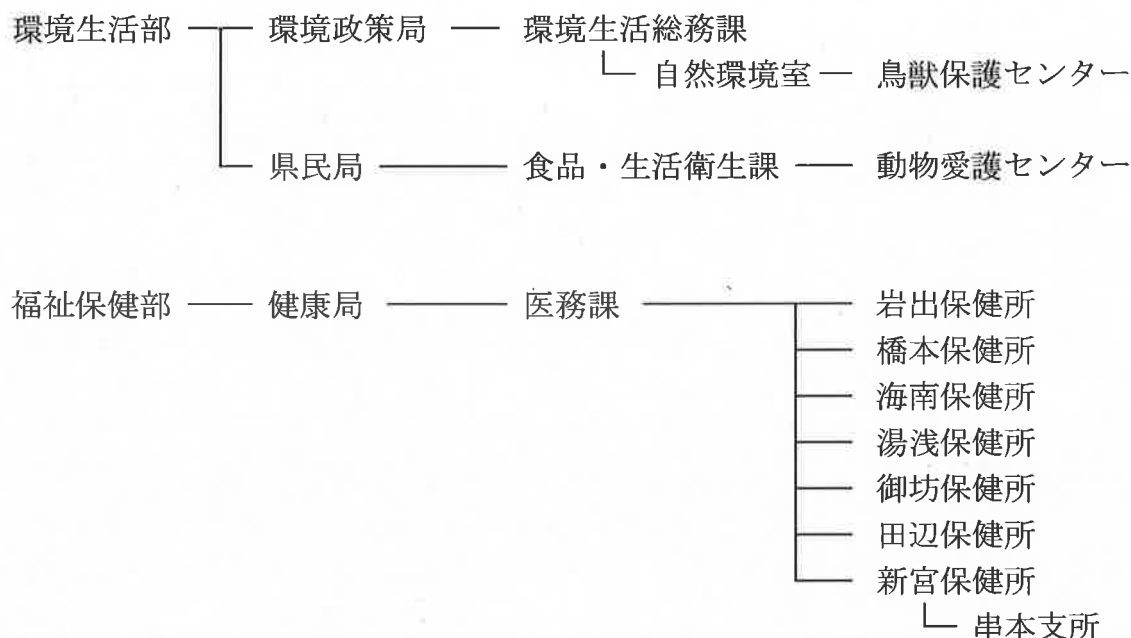 環境生活部 環境政策局 環境生活総務課
自然環境室 鳥獣保護センター
県民局 食品・生活衛生課 動物愛護センター
福祉保健部 健康局 医務課 岩出保健所
橋本保健所
海南保健所
湯浅保健所
御坊保健所
田辺保健所
新宮保健所
串本支所